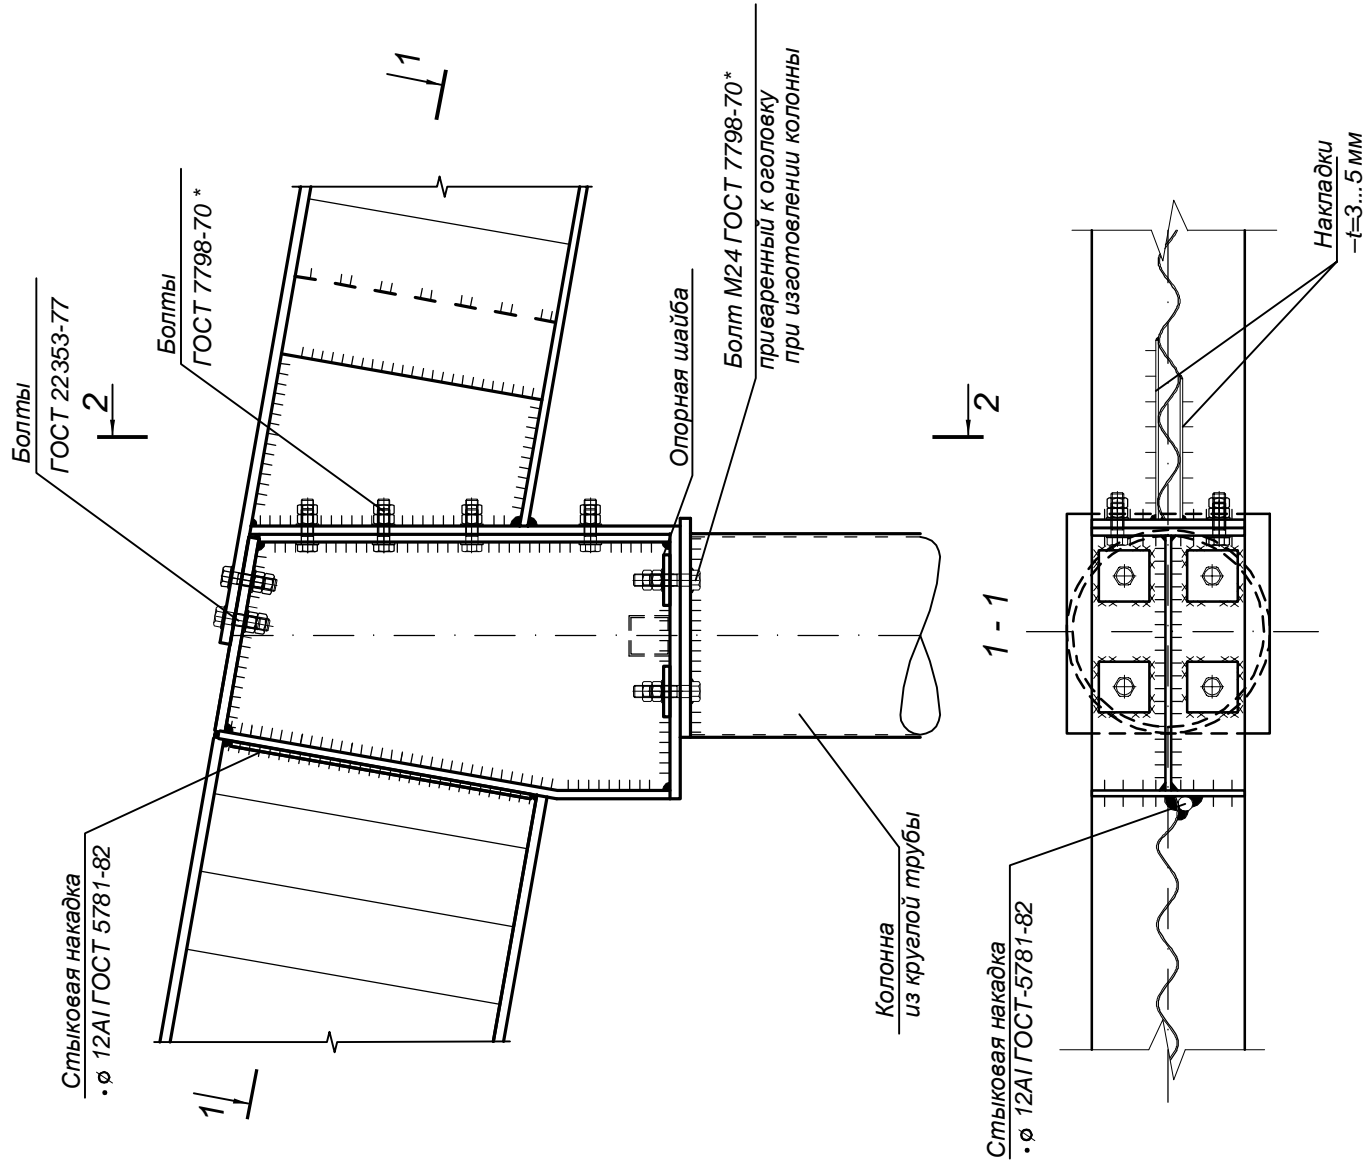 Болты
ГОСТ 22353-77
Болты
ГОСТ 7798-70 *
1
2
Опорная шайба
Болт М24 ГОСТ 7798-70*
приваренный к оголовку
при изготовлении колонны
2
Стыковая накадка
• ø 12АI ГОСТ 5781-82
1
Колонна
из круглой трубы
1 - 1
Накладки
–t=3...5 мм
Стыковая накадка
• ø 12АI ГОСТ-5781-82